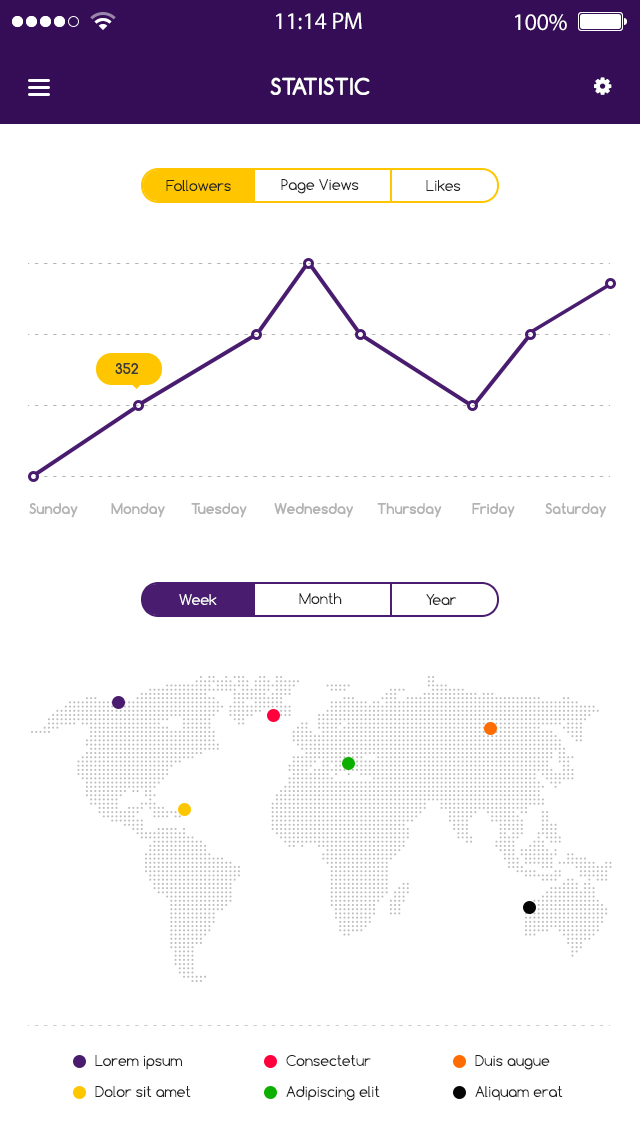 11:14 PM 100%
STATISTIC
Followers Page Views Likes
352
Sunday Monday Tuesday Wednesday Thursday Friday Saturday
Week Month Year
Lorem ipsum Consectetur Duis augue
Dolor sit amet Adipiscing elit Aliquam erat